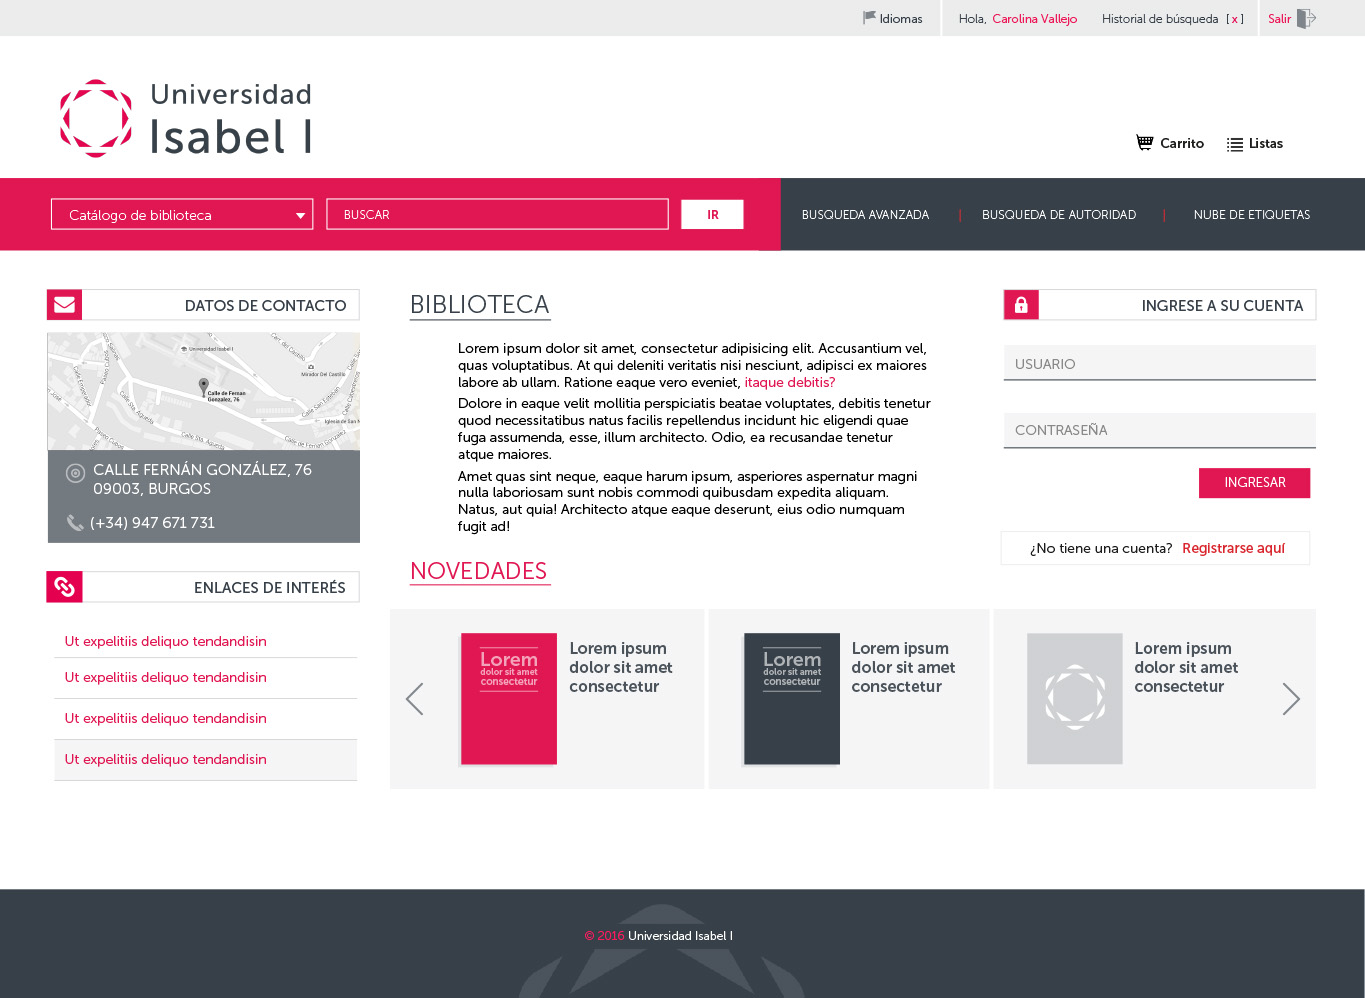 Idiomas
Hola, Carolina Vallejo
Historial de búsqueda [ x ]
Salir
Universidad
Isabel I
Carrito
Listas
Catálogo de biblioteca
BUSCAR
IR
BUSQUEDA AVANZADA
BUSQUEDA DE AUTORIDAD
NUBE DE ETIQUETAS
DATOS DE CONTACTO
Universidad Isabel I
Mirador Del Castillo
Calle de Fernan
Gonzalez, 76
CALLE FERNÁN GONZÁLEZ, 76
09003, BURGOS
(+34) 947 671 731
ENLACES DE INTERÉS
Ut expelitiis deliquo tendandisin
Ut expelitiis deliquo tendandisin
Ut expelitiis deliquo tendandisin
Ut expelitiis deliquo tendandisin
BIBLIOTECA
Lorem ipsum dolor sit amet, consectetur adipisicing elit. Accusantium vel,
quas voluptatibus. At qui deleniti veritatis nisi nesciunt, adipisci ex maiores
labore ab ullam. Ratione eaque vero eveniet, itaque debitis?
Dolore in eaque velit mollitia perspiciatis beatae voluptates, debitis tenetur
quod necessitatibus natus facilis repellendus incidunt hic eligendi quae
fuga assumenda, esse, illum architecto. Odio, ea recusandae tenetur
atque maiores.
Amet quas sint neque, eaque harum ipsum, asperiores aspernatur magni
nulla laboriosam sunt nobis commodi quibusdam expedita aliquam.
Natus, aut quia! Architecto atque eaque deserunt, eius odio numquam
fugit ad!
INGRESE A SU CUENTA
USUARIO
CONTRASEÑA
INGRESAR
¿No tiene una cuenta? Registrarse aquí
NOVEDADES
Lorem
dolor sit amet
consectetur
Lorem ipsum
dolor sit amet
consectetur
Lorem
dolor sit amet
consectetur
Lorem ipsum
dolor sit amet
consectetur
Lorem ipsum
dolor sit amet
consectetur
© 2016 Universidad Isabel I